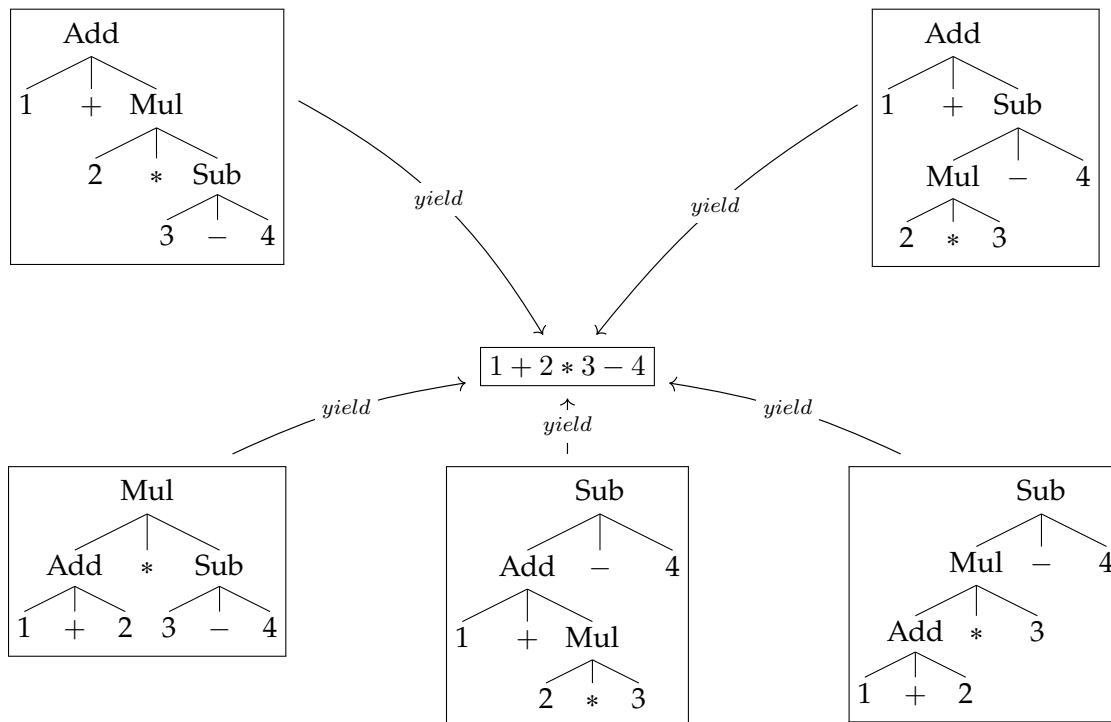 Add
1 + Mul
2 * Sub
3 − 4
Add
1 + Sub
Mul − 4
2 * 3
yield
yield
1 + 2 * 3 − 4
yield
yield
yield
Mul
Add * Sub
1 + 2 3 − 4
Sub
Add − 4
1 + Mul
2 * 3
Sub
Mul − 4
Add * 3
1 + 2